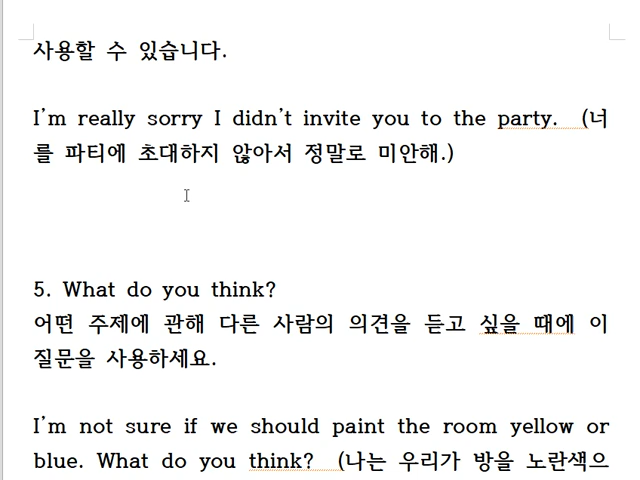 사용할 수 있습니다.
I'm really sorry I didn't invite you to the party.  (너
를 파티에 초대하지 않아서 정말로 미안해.)
5. What do you think?
어떤 주제에 관해 다른 사람의 의견을 듣고 싶을 때에 이
질문을 사용하세요.
I'm not sure if we should paint the room yellow or
blue. What do you think?  (나는 우리가 방을 노란색으